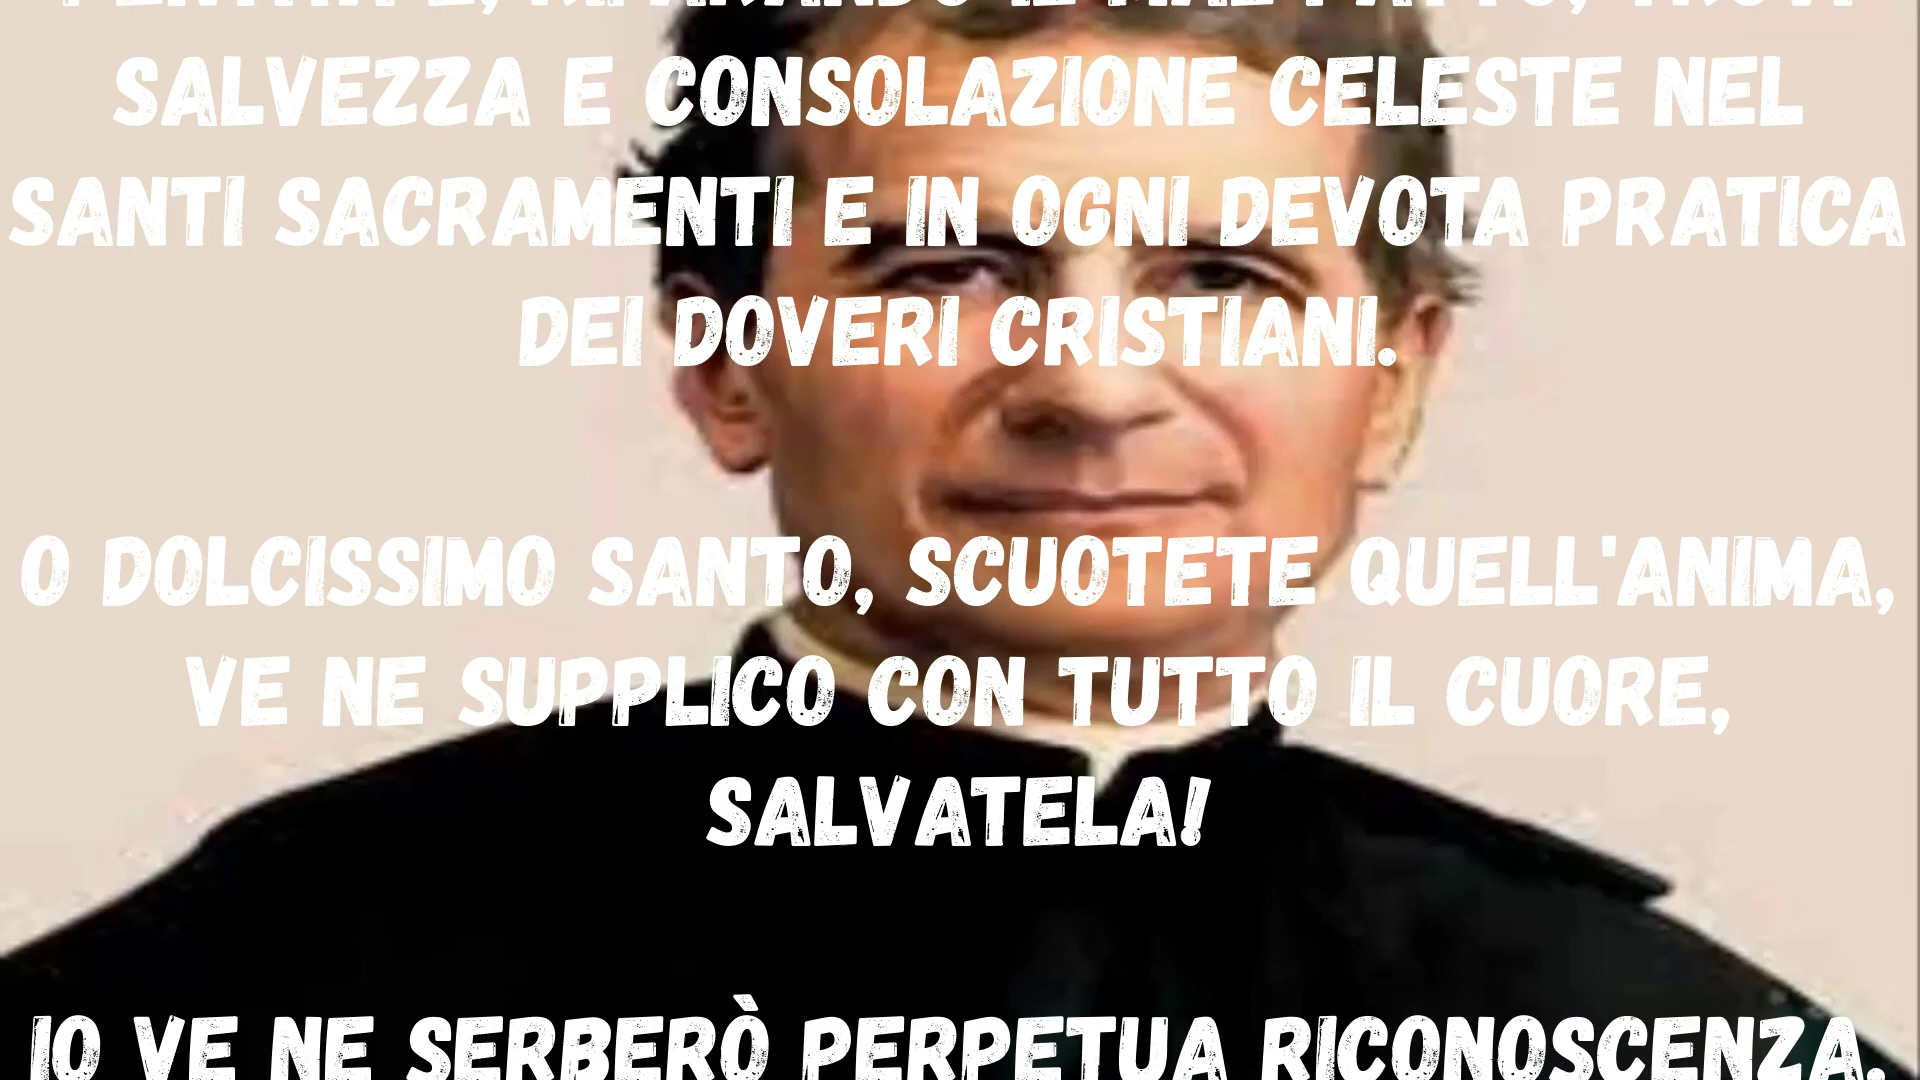 SALVEZZA E CONSOLAZIONE CELESTE NEL
SANTI SACRAMENTI E IN OGNI DEVOTA PRATICA
DEI DOVERI CRISTIANI.
O DOLCISSIMO SANTO, SCUOTETE QUELL'ANIMA,
VE NE SUPPLICO CON TUTTO IL CUORE,
SALVATELA!
IO VE NE SERBERÒ PERPETUA RICONOSCENZA.